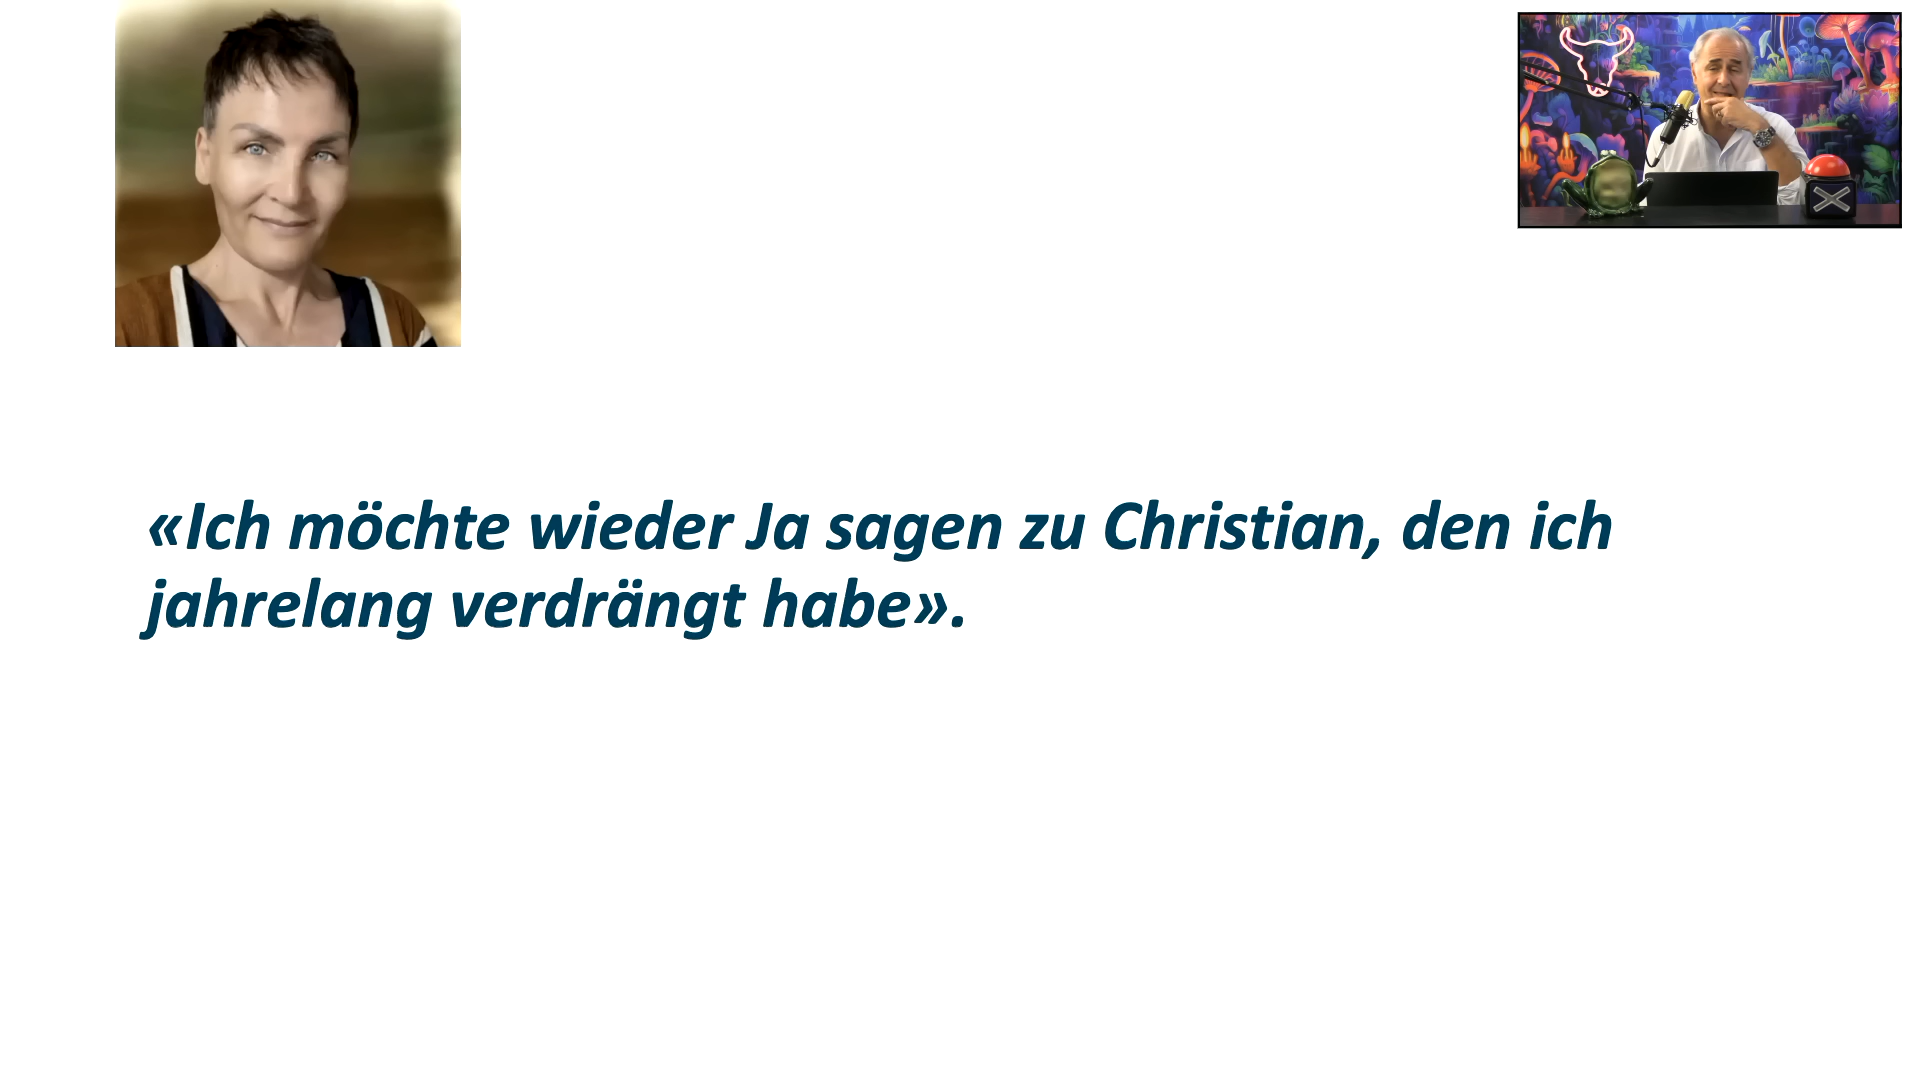 «Ich möchte wieder Ja sagen zu Christian, den ich
jahrelang verdrängt habe».